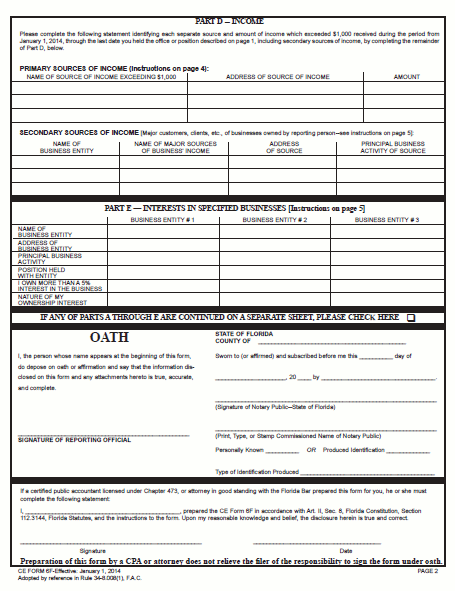 PART D – INCOME
Please complete the following statement identifying each separate source and amount of income which exceeded $1,000 received during the period from
January 1, 2014, through the last date you held the office or position described on page 1, including secondary sources of income, by completing the remainder
of Part D, below.
PRIMARY SOURCES OF INCOME (Instructions on page 4):
NAME OF SOURCE OF INCOME EXCEEDING $1,000 ADDRESS OF SOURCE OF INCOME AMOUNT
SECONDARY SOURCES OF INCOME [Major customers, clients, etc., of businesses owned by reporting person--see instructions on page 5]:
NAME OF NAME OF MAJOR SOURCES ADDRESS PRINCIPAL BUSINESS
BUSINESS ENTITY OF BUSINESS' INCOME OF SOURCE ACTIVITY OF SOURCE
PART E — INTERESTS IN SPECIFIED BUSINESSES [Instructions on page 5]
BUSINESS ENTITY # 1 BUSINESS ENTITY # 2 BUSINESS ENTITY # 3
NAME OF
BUSINESS ENTITY
ADDRESS OF
BUSINESS ENTITY
PRINCIPAL BUSINESS
ACTIVITY
POSITION HELD
WITH ENTITY
I OWN MORE THAN A 5%
INTEREST IN THE BUSINESS
NATURE OF MY
OWNERSHIP INTEREST
IF ANY OF PARTS A THROUGH E ARE CONTINUED ON A SEPARATE SHEET, PLEASE CHECK HERE
OATH
I, the person whose name appears at the beginning of this form,
do depose on oath or affirmation and say that the information dis-
closed on this form and any attachments hereto is true, accurate,
and complete.
SIGNATURE OF REPORTING OFFICIAL
STATE OF FLORIDA
COUNTY OF
Sworn to (or affirmed) and subscribed before me this day of
, 20 by
(Signature of Notary Public--State of Florida)
(Print, Type, or Stamp Commissioned Name of Notary Public)
Personally Known OR Produced Identification
Type of Identification Produced
If a certified public accountant licensed under Chapter 473, or attorney in good standing with the Florida Bar prepared this form for you, he or she must
complete the following statement:
I, , prepared the CE Form 6F in accordance with Art. II, Sec. 8, Florida Constitution, Section
112.3144, Florida Statutes, and the instructions to the form. Upon my reasonable knowledge and belief, the disclosure herein is true and correct.
Signature Date
Preparation of this form by a CPA or attorney does not relieve the filer of the responsibility to sign the form under oath.
CE FORM 6F-Effective: January 1, 2014 PAGE 2
Adopted by reference in Rule 34-8.008(1), F.A.C.